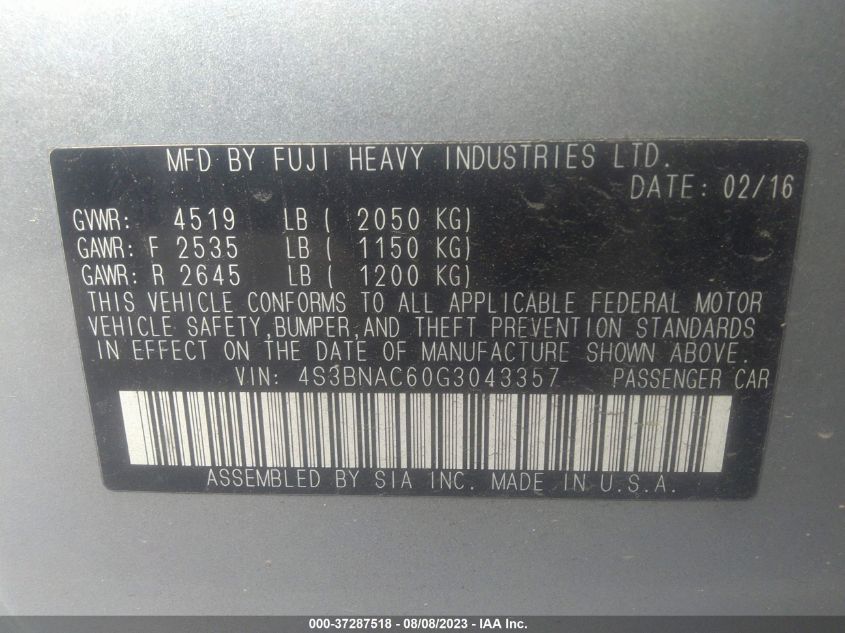 MFD BY FUJI HEAVY INDUSTRIES LTD.
DATE: 02/16
GVWR: 4519 LB ( 2050 KG)
GAWR: F 2535 LB ( 1150 KG)
GAWR: R 2645 LB ( 1200 KG)
THIS VEHICLE CONFORMS TO ALL APPLICABLE FEDERAL MOTOR
VEHICLE SAFETY,BUMPER,AND THEFT PREVENTION STANDARDS
IN EFFECT ON THE DATE OF MANUFACTURE SHOWN ABOVE.
VIN: 4S3BNAC60G3043357 PASSENGER CAR
ASSEMBLED BY SIA INC. MADE IN U.S.A.
000-37287518 - 08/08/2023 - IAA Inc.